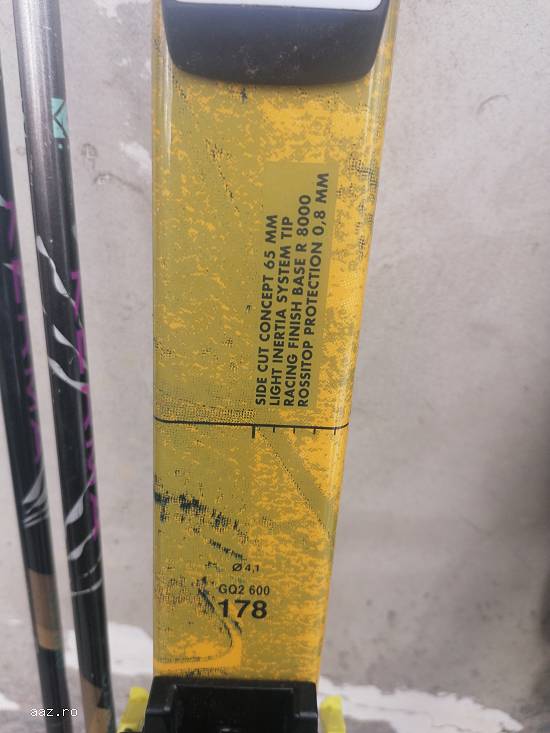 SIDE CUT CONCEPT 65 MM
LIGHT INERTIA SYSTEM TIP
RACING FINISH BASE R 8000
ROSSITOP PROTECTION 0,8 MM
Ø 4,1
GQ2 600
178
aaz.ro